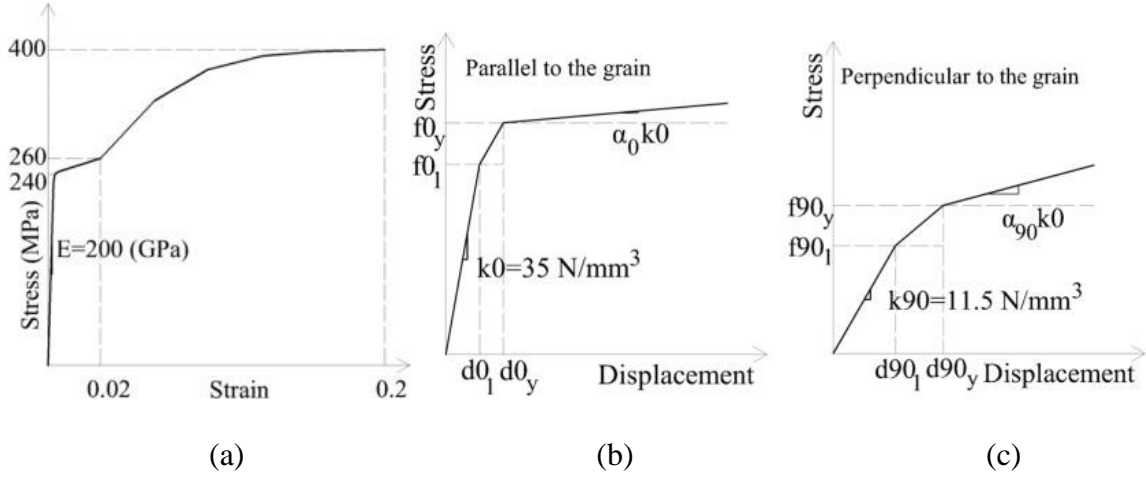 400
260
240
Stress (MPa)
E=200 (GPa)
0.02
Strain
0.2
(a)
Stress
Parallel to the grain
f0y
f0l
α0k0
k0=35 N/mm³
d0l d0y
Displacement
(b)
Stress
Perpendicular to the grain
f90y
f90l
α90k0
k90=11.5 N/mm³
d90l d90y Displacement
(c)